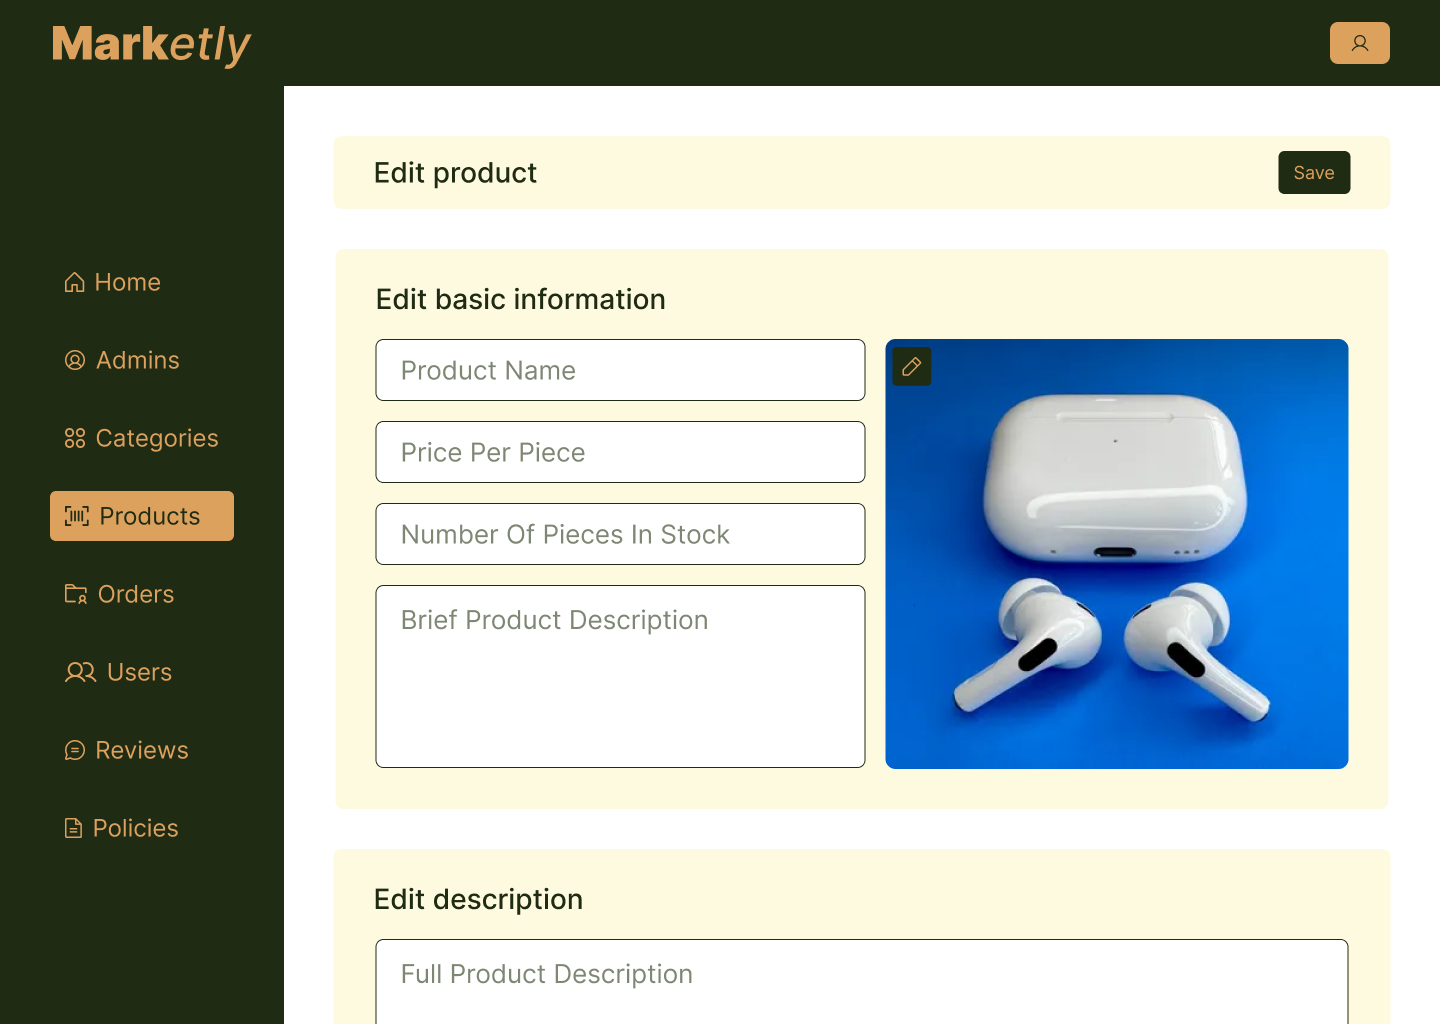 Marketly
Home
Admins
Categories
Products
Orders
Users
Reviews
Policies
Edit product
Save
Edit basic information
Product Name
Price Per Piece
Number Of Pieces In Stock
Brief Product Description
Edit description
Full Product Description